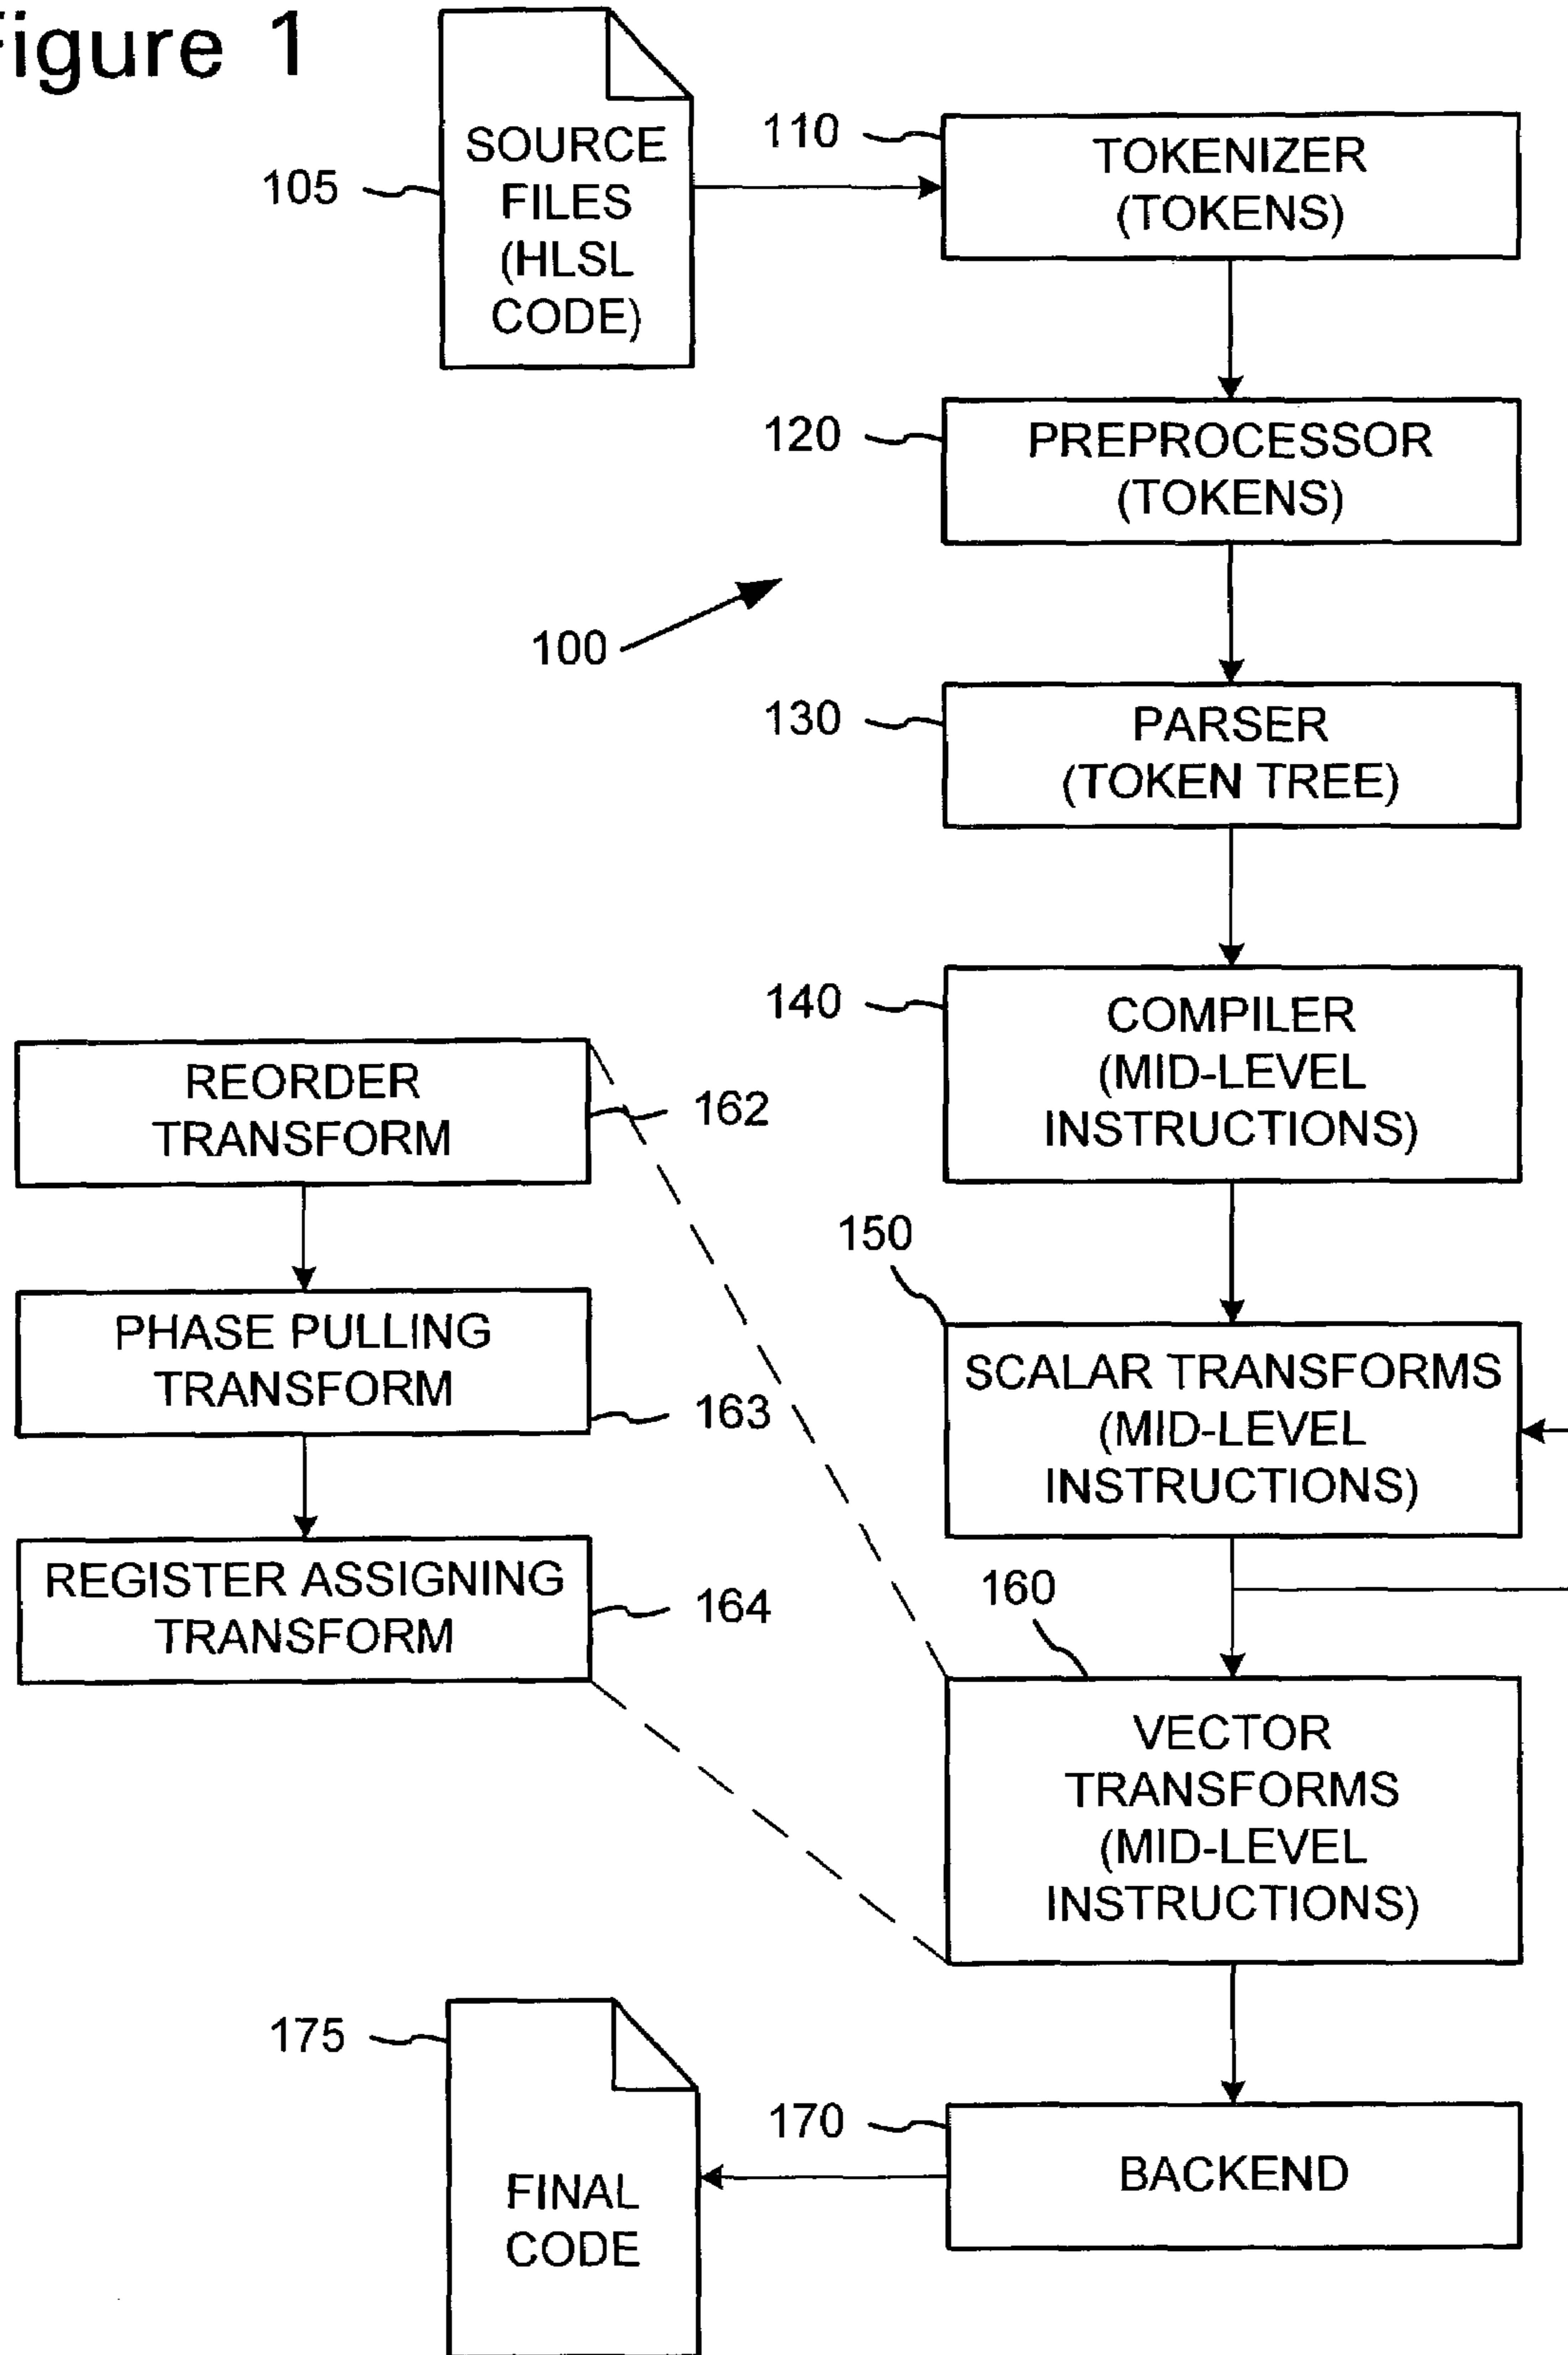 Figure 1
SOURCE
FILES
(HLSL
CODE)
105
110
TOKENIZER
(TOKENS)
120
PREPROCESSOR
(TOKENS)
100
130
PARSER
(TOKEN TREE)
140
COMPILER
(MID-LEVEL
INSTRUCTIONS)
REORDER
TRANSFORM
162
150
SCALAR TRANSFORMS
(MID-LEVEL
INSTRUCTIONS)
PHASE PULLING
TRANSFORM
163
REGISTER ASSIGNING
TRANSFORM
164
160
VECTOR
TRANSFORMS
(MID-LEVEL
INSTRUCTIONS)
175
FINAL
CODE
170
BACKEND